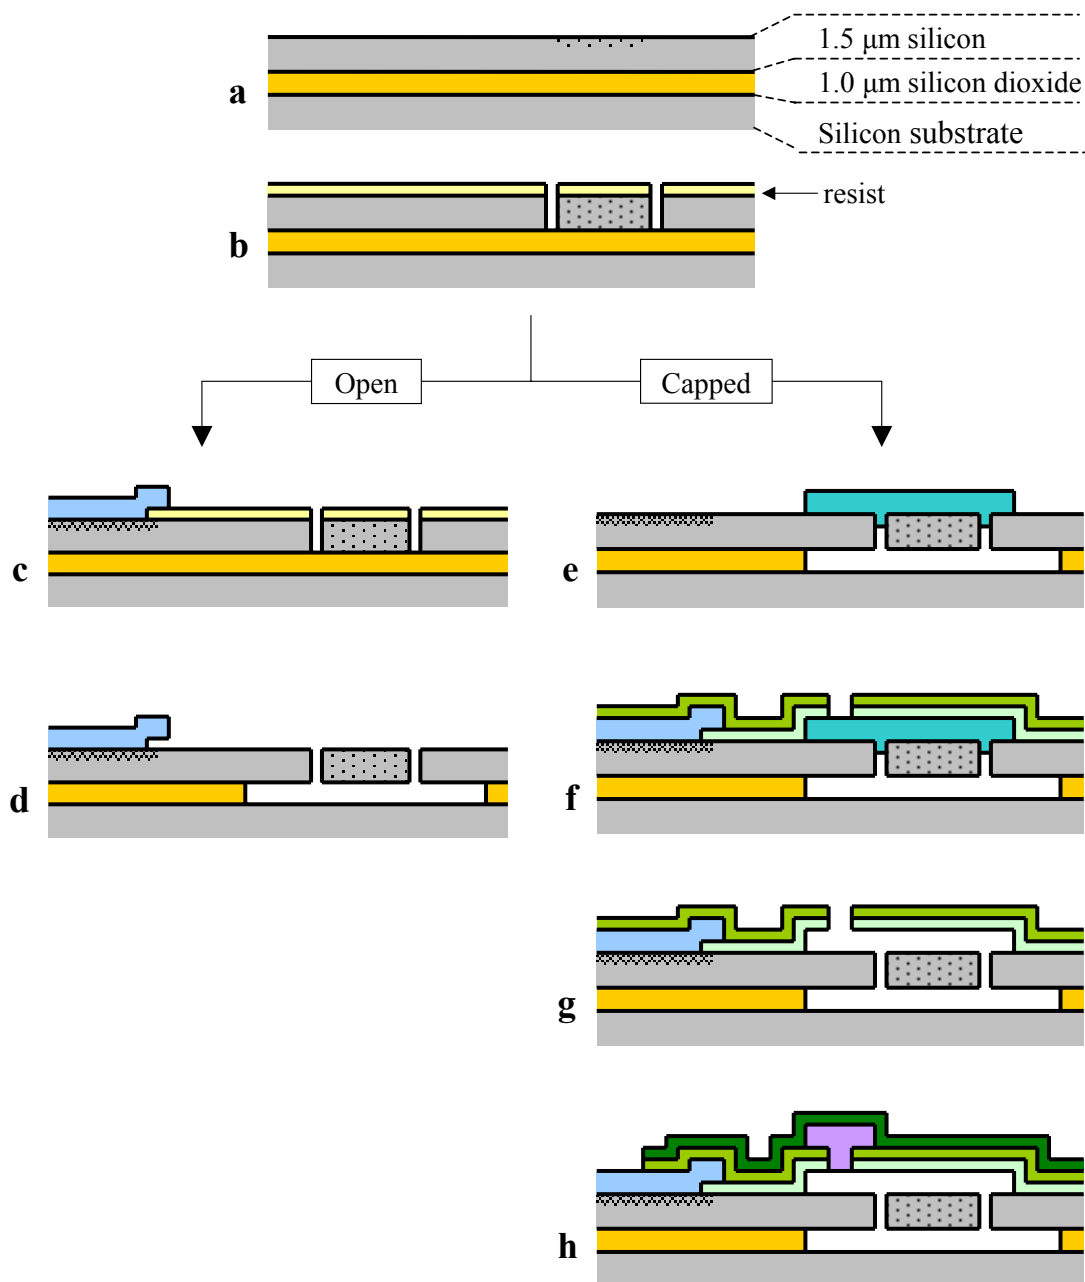 1.5 μm silicon
a
1.0 μm silicon dioxide
Silicon substrate
resist
b
Open
Capped
c
e
d
f
g
h